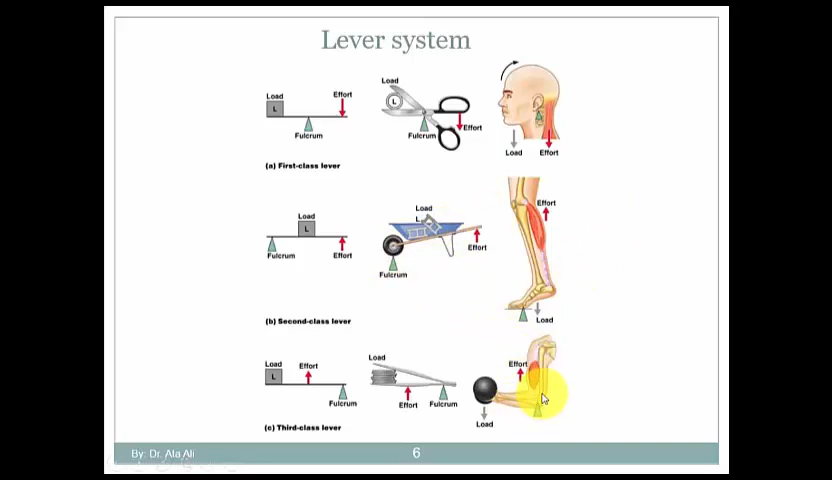 Lever system
Load
L
Effort
Fulcrum
Load
L
Fulcrum
Effort
Load
Effort
(a) First-class lever
Load
L
Fulcrum
Effort
Load
L
Effort
Fulcrum
Effort
Load
(b) Second-class lever
Load
L
Effort
Fulcrum
Load
Effort
Fulcrum
Effort
Load
(c) Third-class lever
By: Dr. Ata Ali
6